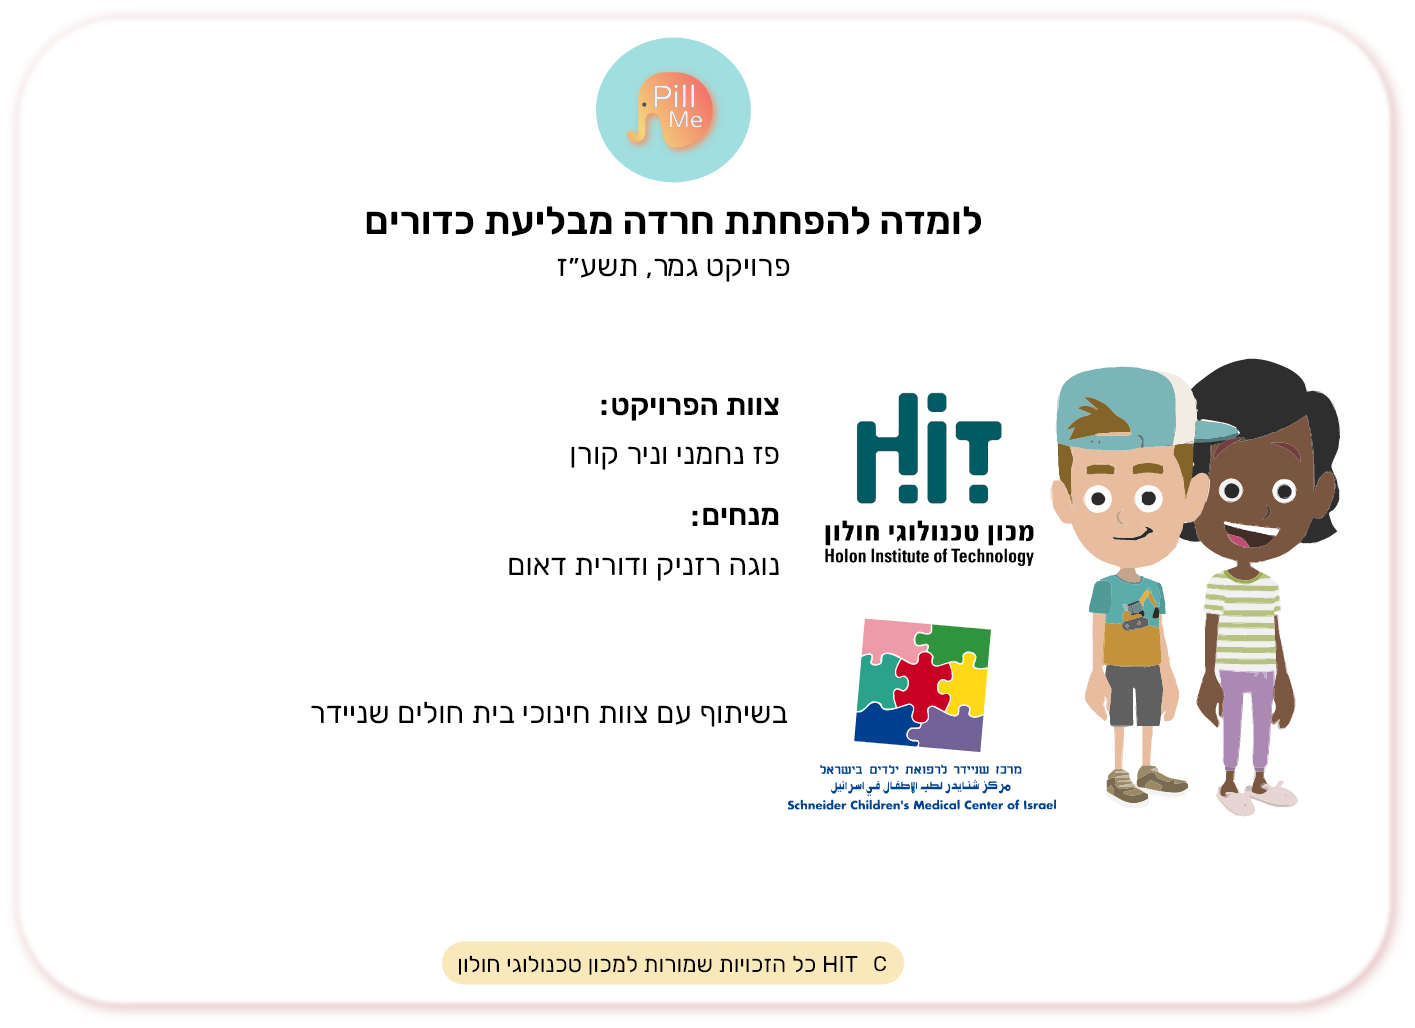 Pill
Me
לומדה להפחתת חרדה מבליעת כדורים
פרויקט גמר, תשע״ז
צוות הפרויקט:
פז נחמני וניר קורן
מנחים:
נוגה רזניק ודורית דאום
HiT
מכון טכנולוגי חולון
Holon Institute of Technology
בשיתוף עם צוות חינוכי בית חולים שניידר
מרכז שניידר לרפואת ילדים בישראל
مركز شنايدر لطب الإطفال في اسرائيل
Schneider Children's Medical Center of Israel
C HIT כל הזכויות שמורות למכון טכנולוגי חולון